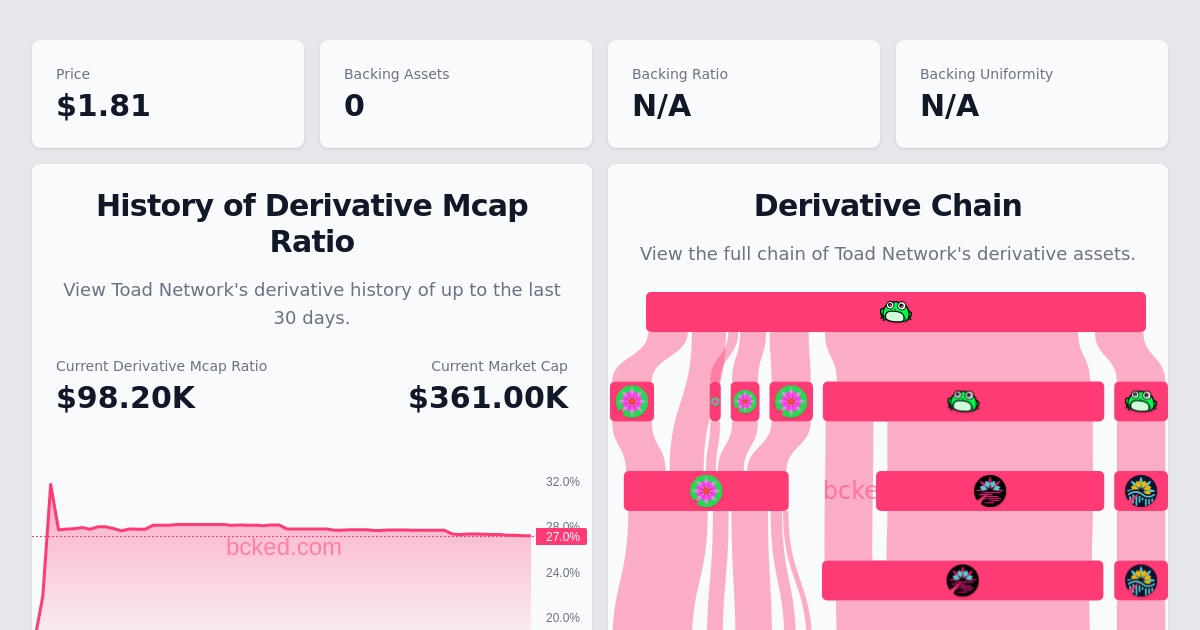 Price
$1.81
Backing Assets
0
Backing Ratio
N/A
Backing Uniformity
N/A
History of Derivative Mcap
Ratio
View Toad Network's derivative history of up to the last
30 days.
Current Derivative Mcap Ratio
$98.20K
Current Market Cap
$361.00K
32.0%
28.0%
27.0%
24.0%
20.0%
bcked.com
Derivative Chain
View the full chain of Toad Network's derivative assets.
bcke